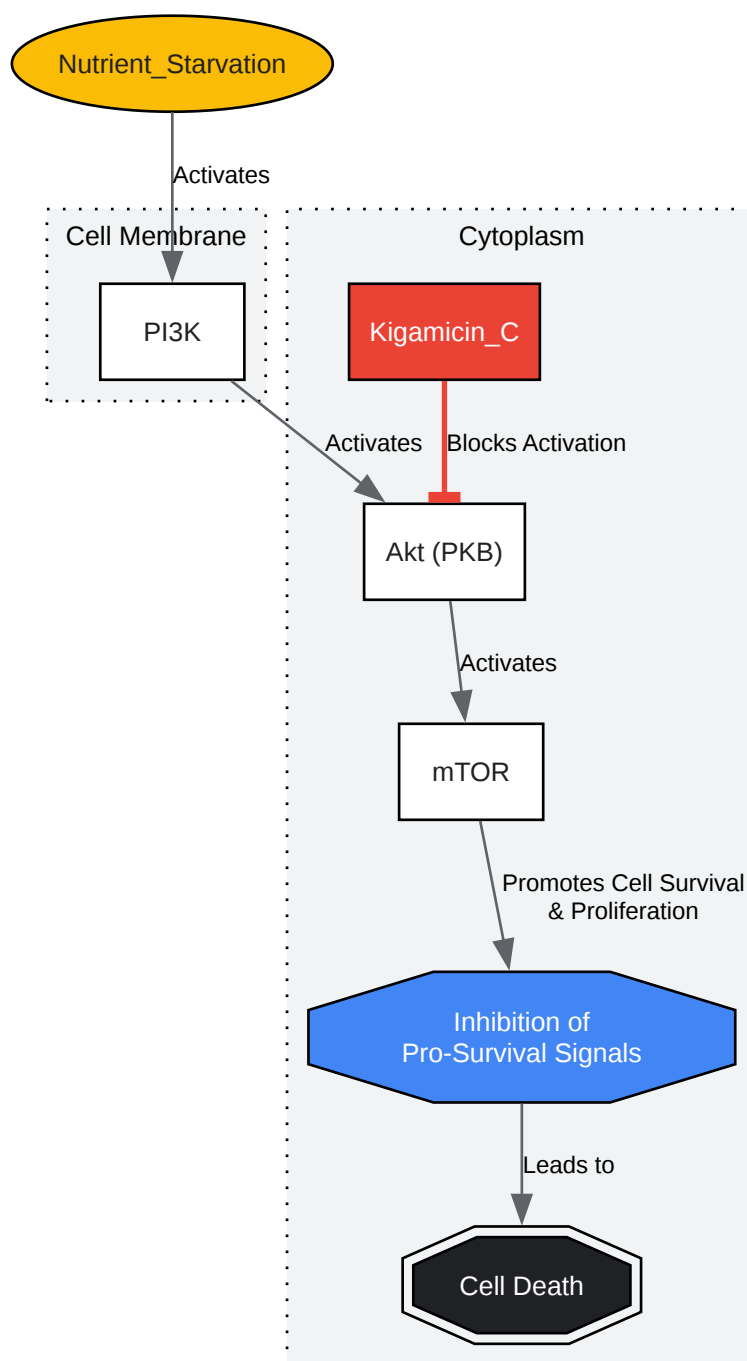 Nutrient_Starvation
Activates
Cell Membrane
Cytoplasm
PI3K
Kigamicin_C
Activates
Blocks Activation
Akt (PKB)
Activates
mTOR
Promotes Cell Survival
& Proliferation
Inhibition of
Pro-Survival Signals
Leads to
Cell Death